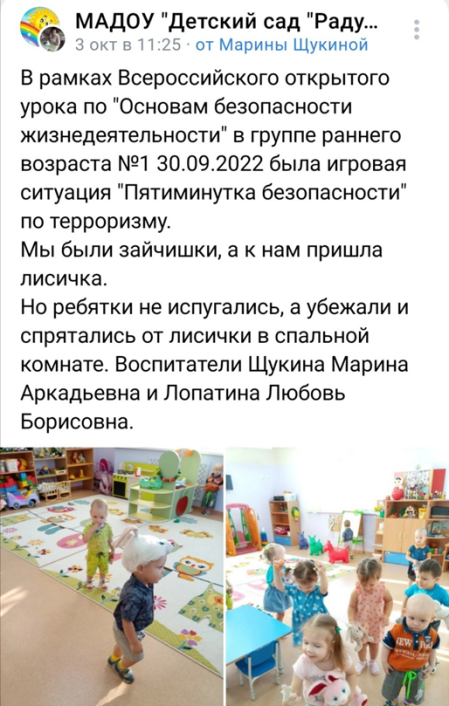 МАДОУ "Детский сад "Раду...
3 окт в 11:25 · от Марины Щукиной
В рамках Всероссийского открытого
урока по "Основам безопасности
жизнедеятельности" в группе раннего
возраста №1 30.09.2022 была игровая
ситуация "Пятиминутка безопасности"
по терроризму.
Мы были зайчишки, а к нам пришла
лисичка.
Но ребятки не испугались, а убежали и
спрятались от лисички в спальной
комнате. Воспитатели Щукина Марина
Аркадьевна и Лопатина Любовь
Борисовна.